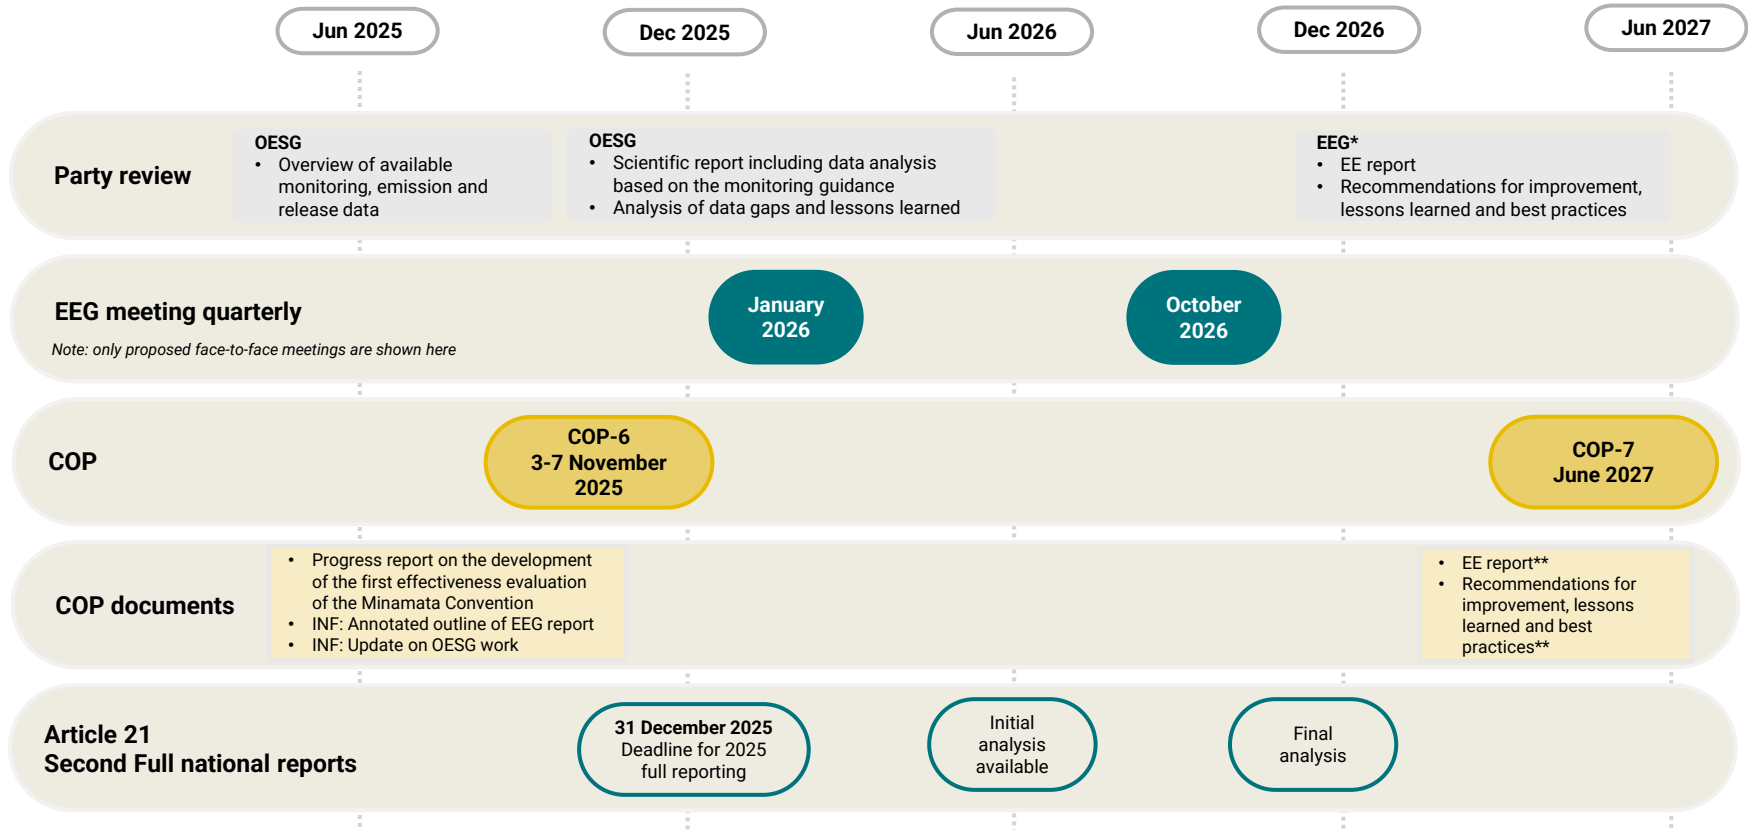 Jun 2025
Dec 2025
Jun 2026
Dec 2026
Jun 2027
Party review
OESG
• Overview of available
monitoring, emission and
release data
OESG
• Scientific report including data analysis
based on the monitoring guidance
• Analysis of data gaps and lessons learned
EEG*
• EE report
• Recommendations for improvement,
lessons learned and best practices
EEG meeting quarterly
Note: only proposed face-to-face meetings are shown here
January
2026
October
2026
COP
COP-6
3-7 November
2025
COP-7
June 2027
COP documents
• Progress report on the development
of the first effectiveness evaluation
of the Minamata Convention
• INF: Annotated outline of EEG report
• INF: Update on OESG work
• EE report**
• Recommendations for
improvement, lessons
learned and best
practices**
Article 21
Second Full national reports
31 December 2025
Deadline for 2025
full reporting
Initial
analysis
available
Final
analysis